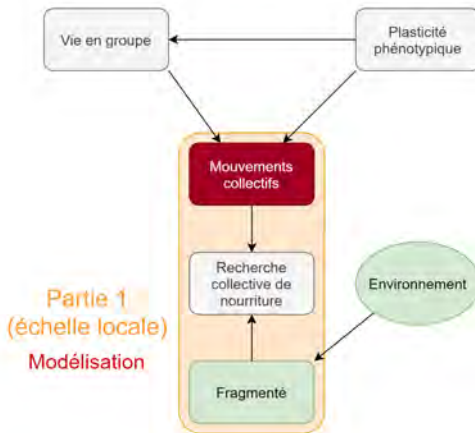 Vie en groupe
Plasticité
phénotypique
Mouvements
collectifs
Recherche
collective de
nourriture
Environnement
Partie 1
(échelle locale)
Modélisation
Fragmenté